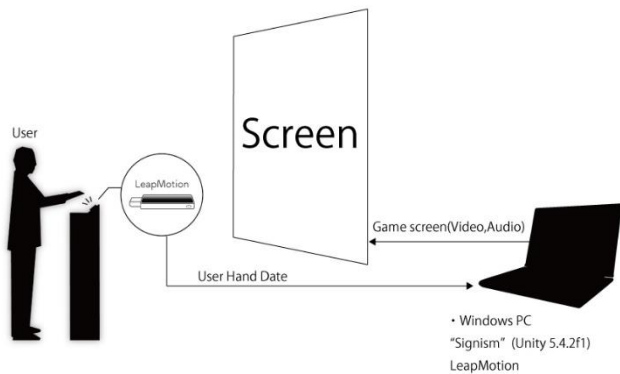 Screen
User
LeapMotion
Game screen(Video,Audio)
User Hand Date
・Windows PC
"Signism" (Unity 5.4.2f1)
LeapMotion